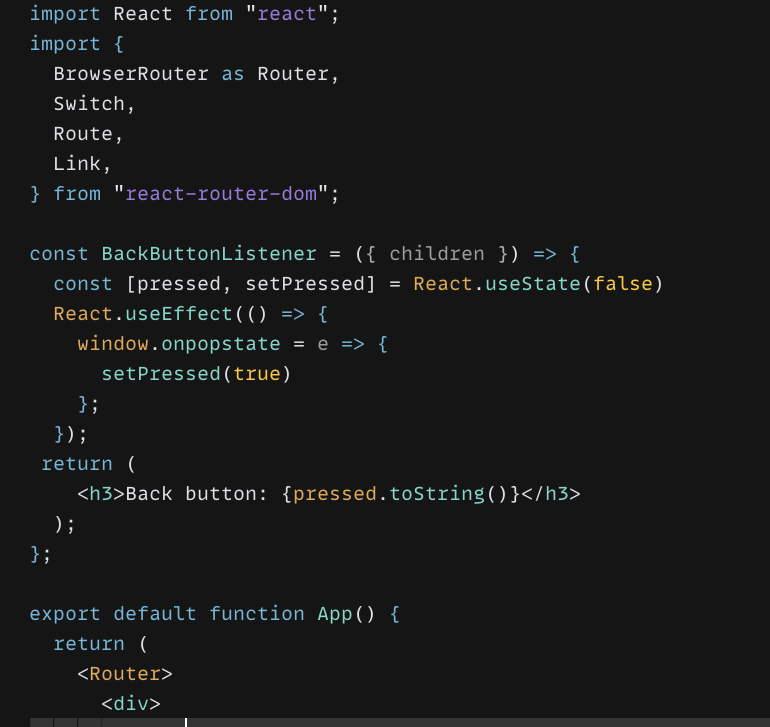 import React from "react";
import {
  BrowserRouter as Router,
  Switch,
  Route,
  Link,
} from "react-router-dom";

const BackButtonListener = ({ children }) => {
  const [pressed, setPressed] = React.useState(false)
  React.useEffect(() => {
    window.onpopstate = e => {
      setPressed(true)
    };
  });
 return (
    <h3>Back button: {pressed.toString()}</h3>
  );
};

export default function App() {
  return (
    <Router>
      <div>